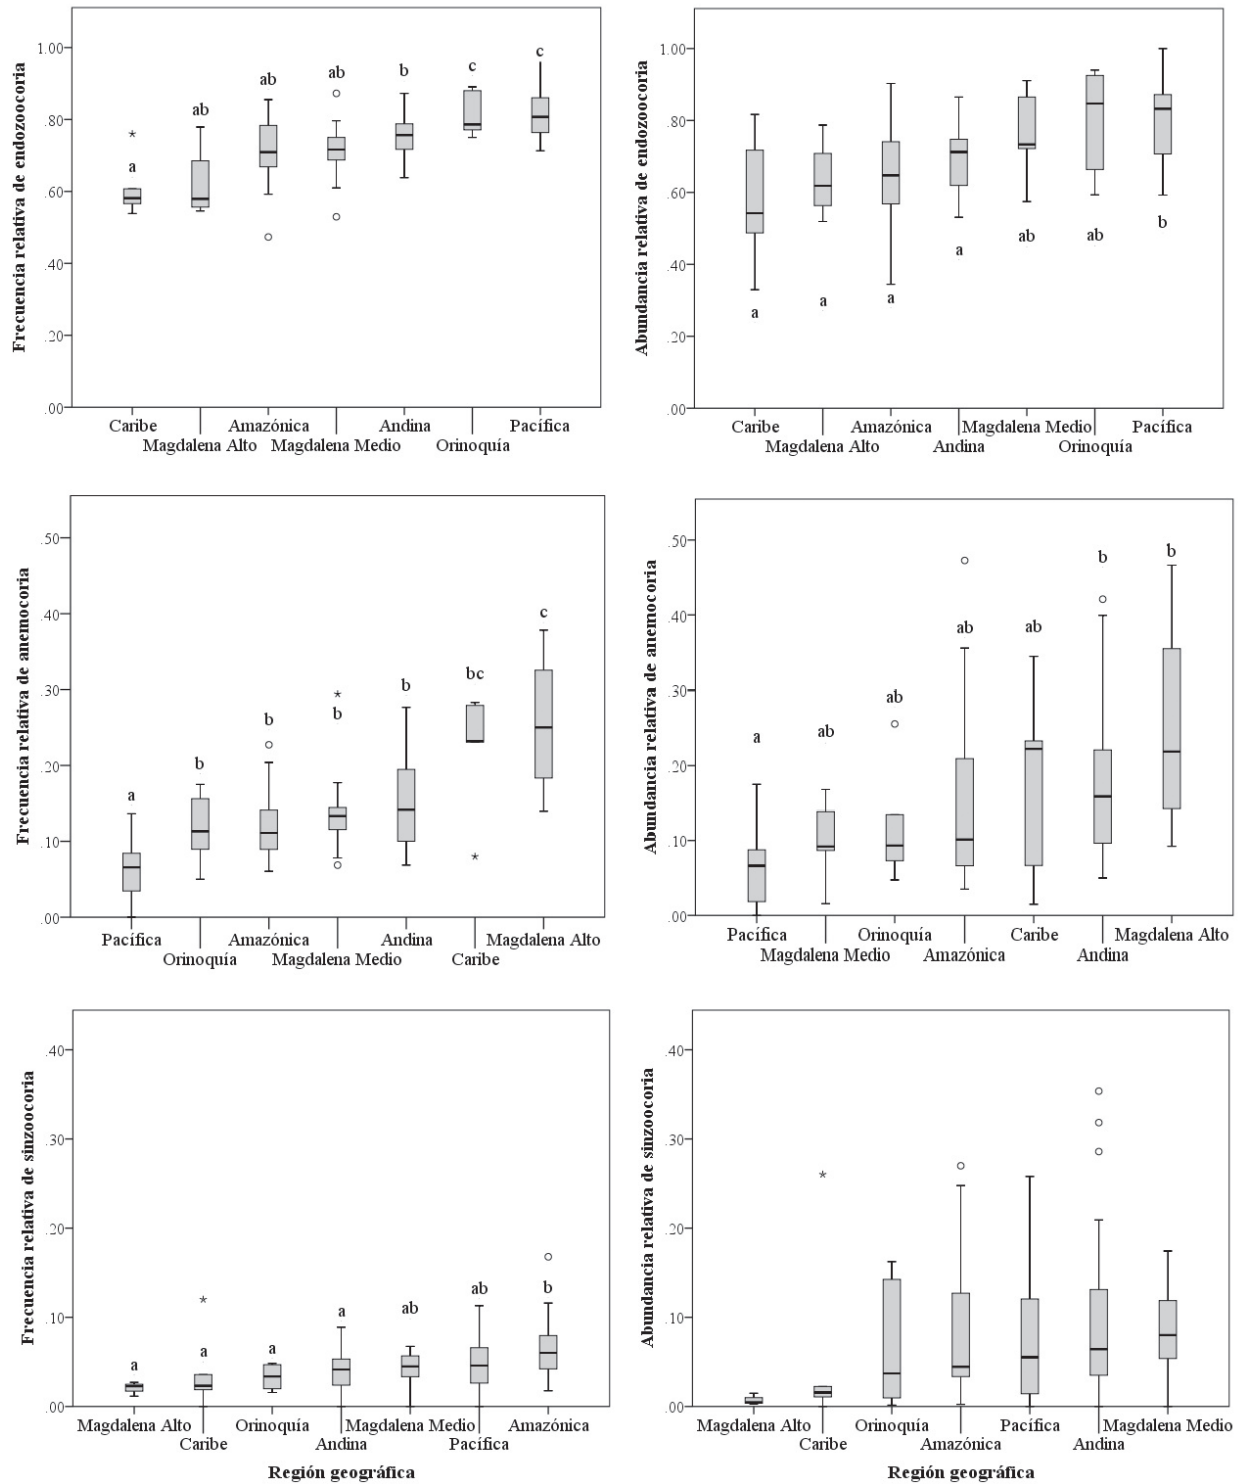 Frecuencia relativa de endozoocoria
1.00
.80
.60
.40
.20
.00
a
ab
ab
ab
b
c
c
Caribe
Magdalena Alto
Amazónica
Magdalena Medio
Andina
Orinoquía
Pacífica
Abundancia relativa de endozoocoria
1.00
.80
.60
.40
.20
.00
a
a
a
a
ab
ab
b
Caribe
Magdalena Alto
Amazónica
Andina
Magdalena Medio
Orinoquía
Pacífica
Frecuencia relativa de anemocoria
.50
.40
.30
.20
.10
.00
a
b
b
b
b
bc
c
Pacífica
Orinoquía
Amazónica
Magdalena Medio
Andina
Caribe
Magdalena Alto
Abundancia relativa de anemocoria
.50
.40
.30
.20
.10
.00
a
ab
ab
ab
ab
b
b
Pacífica
Magdalena Medio
Orinoquía
Amazónica
Caribe
Andina
Magdalena Alto
Frecuencia relativa de sinzoocoria
.40
.30
.20
.10
.00
a
a
a
a
ab
ab
b
Magdalena Alto
Caribe
Orinoquía
Andina
Magdalena Medio
Pacífica
Amazónica
Región geográfica
Abundancia relativa de sinzoocoria
.40
.30
.20
.10
.00
Magdalena Alto
Caribe
Orinoquía
Amazónica
Pacífica
Andina
Magdalena Medio
Región geográfica